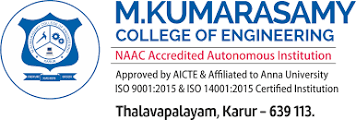 M.KUMARASAMY
COLLEGE OF ENGINEERING
NAAC Accredited Autonomous Institution
Approved by AICTE & Affiliated to Anna University
ISO 9001:2015 & ISO 14001:2015 Certified Institution
Thalavapalayam, Karur – 639 113.